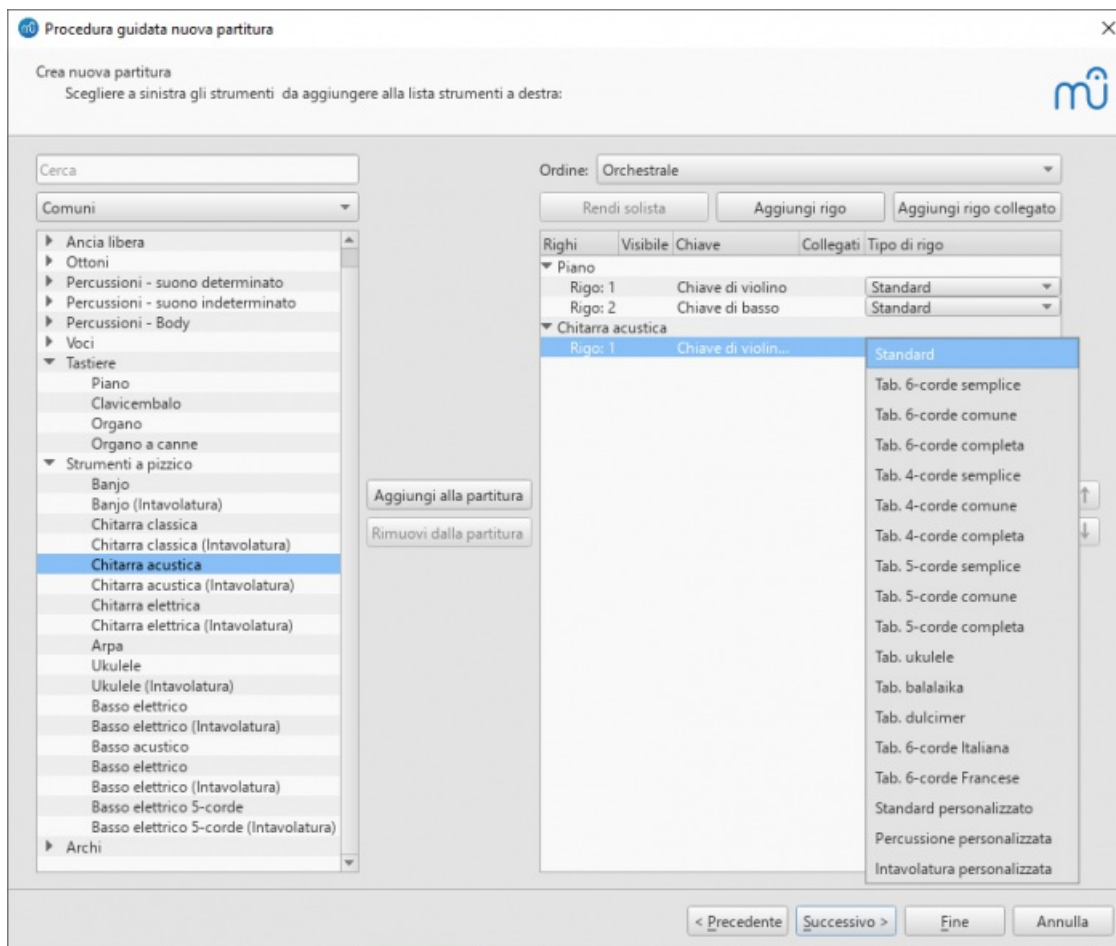 Procedura guidata nuova partitura
Crea nuova partitura
Scegliere a sinistra gli strumenti da aggiungere alla lista strumenti a destra:
Cerca
Comuni
Ancia libera
Ottoni
Percussioni - suono determinato
Percussioni - suono indeterminato
Percussioni - Body
Voci
Tastiere
Piano
Clavicembalo
Organo
Organo a canne
Strumenti a pizzico
Banjo
Banjo (Intavolatura)
Chitarra classica
Chitarra classica (Intavolatura)
Chitarra acustica
Chitarra acustica (Intavolatura)
Chitarra elettrica
Chitarra elettrica (Intavolatura)
Arpa
Ukulele
Ukulele (Intavolatura)
Basso elettrico
Basso elettrico (Intavolatura)
Basso acustico
Basso elettrico
Basso elettrico (Intavolatura)
Basso elettrico 5-corde
Basso elettrico 5-corde (Intavolatura)
Archi
Aggiungi alla partitura
Rimuovi dalla partitura
Ordine: Orchestrale
Rendi solista Aggiungi rigo Aggiungi rigo collegato
Righi Visibile Chiave Collegati Tipo di rigo
Piano
Rigo: 1 Chiave di violino Standard
Rigo: 2 Chiave di basso Standard
Chitarra acustica
Rigo: 1 Chiave di violin...
Standard
Tab. 6-corde semplice
Tab. 6-corde comune
Tab. 6-corde completa
Tab. 4-corde semplice
Tab. 4-corde comune
Tab. 4-corde completa
Tab. 5-corde semplice
Tab. 5-corde comune
Tab. 5-corde completa
Tab. ukulele
Tab. balalaika
Tab. dulcimer
Tab. 6-corde Italiana
Tab. 6-corde Francese
Standard personalizzato
Percussione personalizzata
Intavolatura personalizzata
< Precedente Successivo > Fine Annulla